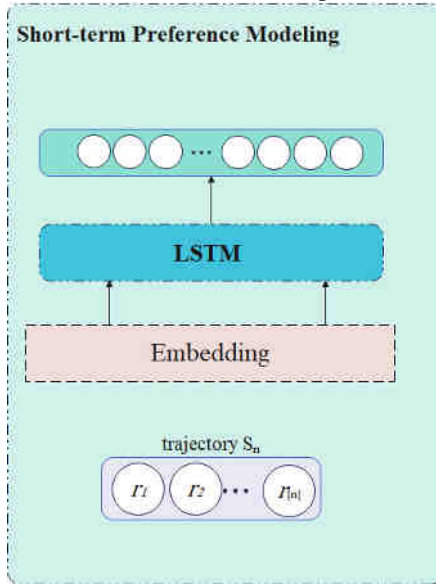 Short-term Preference Modeling
...
LSTM
Embedding
trajectory Sn
r1 r2 ... r|n|